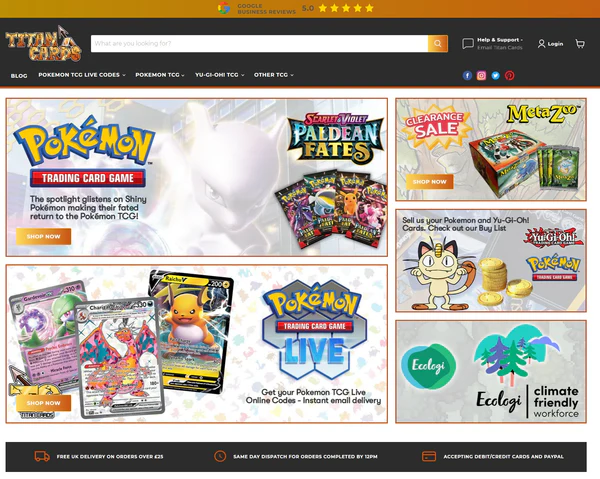 GOOGLE
BUSINESS REVIEWS
5.0
TITAN
CARDS
What are you looking for?
Help & Support -
Email Titan Cards
Login
BLOG
POKEMON TCG LIVE CODES
POKEMON TCG
YU-GI-OH! TCG
OTHER TCG
Pokémon
TRADING CARD GAME
The spotlight glistens on Shiny
Pokémon making their fated
return to the Pokémon TCG!
SHOP NOW
SCARLET & VIOLET
PALDEAN
FATES
CLEARANCE
SALE
METAZOO
SHOP NOW
Sell us your Pokemon and Yu-Gi-Oh!
Cards. Check out our Buy List
Yu-Gi-Oh!
TRADING CARD GAME
Pokémon
TRADING CARD GAME
Gardevoir
310
Chariz
330
Raichu V
200
Miracle Force
180
SHOP NOW
Pokémon
TRADING CARD GAME
LIVE
Get your Pokemon TCG Live
Online Codes - Instant email delivery
Ecologi
Ecologi
climate
friendly
workforce
FREE UK DELIVERY ON ORDERS OVER £25
SAME DAY DISPATCH FOR ORDERS COMPLETED BY 12PM
ACCEPTING DEBIT/CREDIT CARDS AND PAYPAL